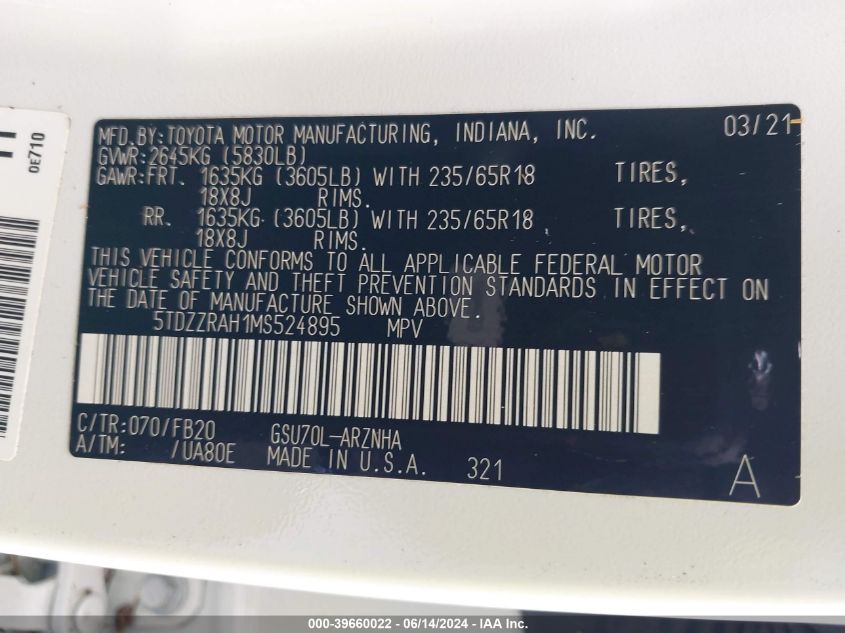 MFD.BY:TOYOTA MOTOR MANUFACTURING, INDIANA, INC. 03/21
GVWR:2645KG (5830LB)
GAWR:FRT. 1635KG (3605LB) WITH 235/65R18 TIRES,
18X8J RIMS.
RR. 1635KG (3605LB) WITH 235/65R18 TIRES,
18X8J RIMS.
THIS VEHICLE CONFORMS TO ALL APPLICABLE FEDERAL MOTOR
VEHICLE SAFETY AND THEFT PREVENTION STANDARDS IN EFFECT ON
THE DATE OF MANUFACTURE SHOWN ABOVE.
5TDZZRAH1MS524895 MPV
C/TR:070/FB20 GSU70L-ARZNHA
A/TM: /UA80E MADE IN U.S.A. 321 A
0E710
000-39660022 - 06/14/2024 - IAA Inc.